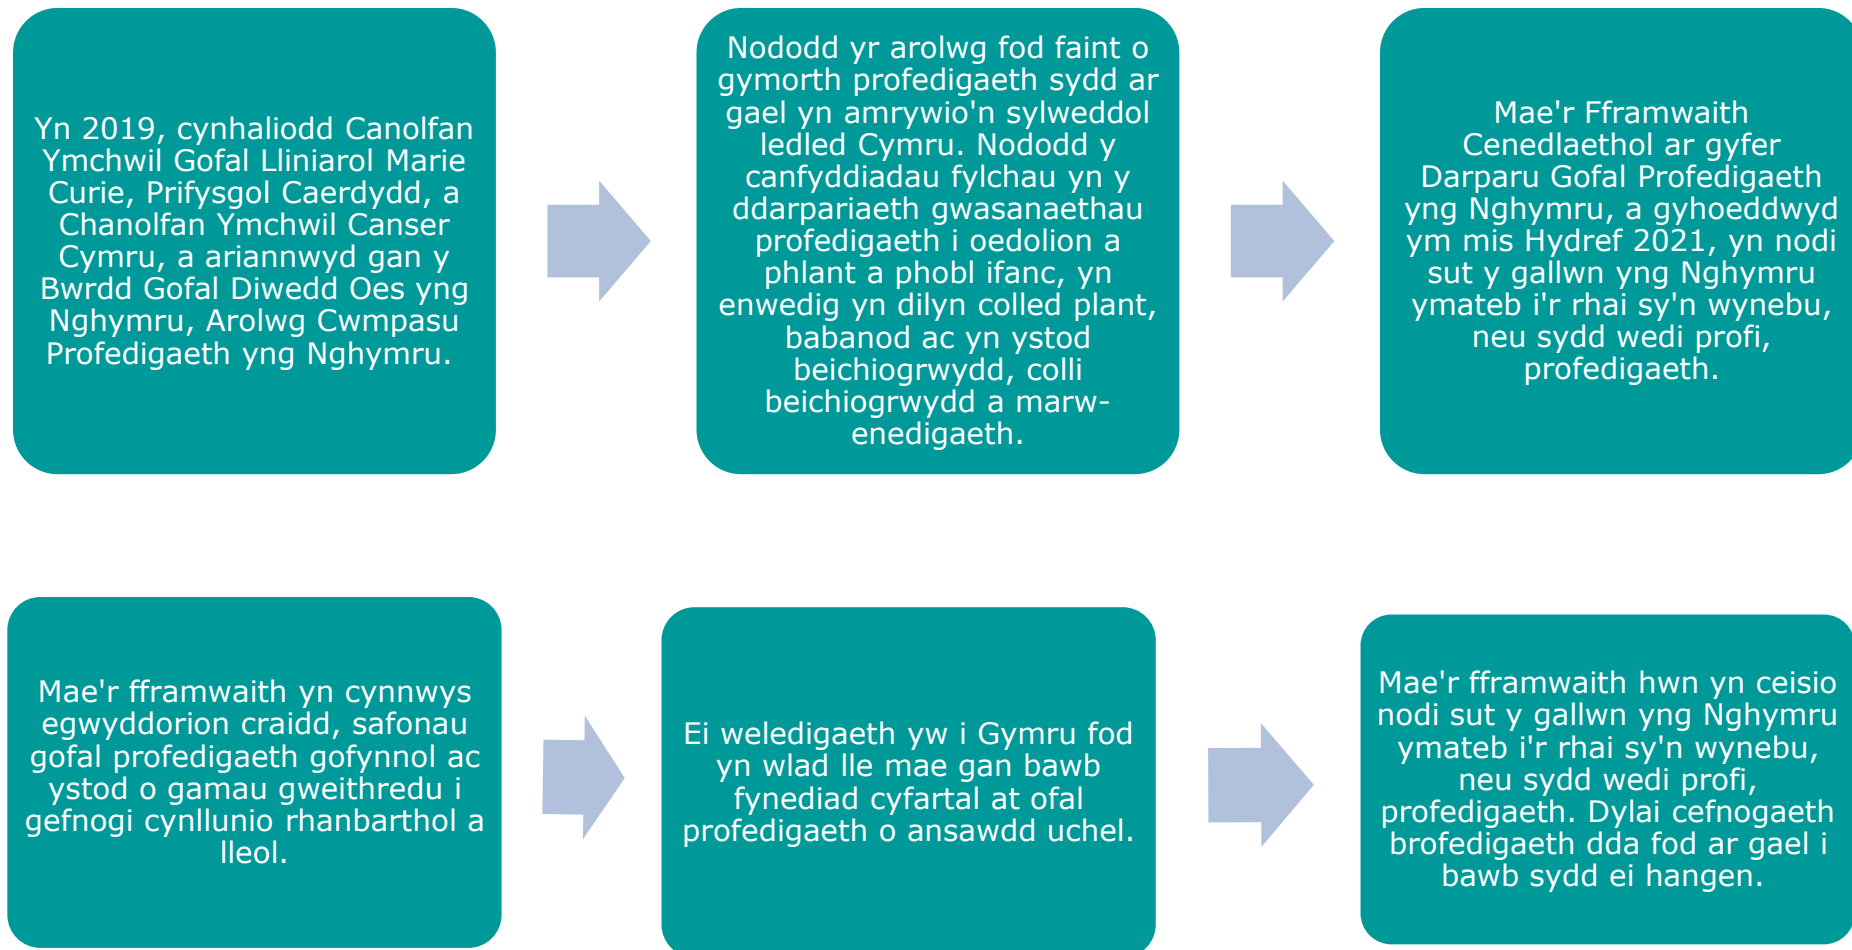 Yn 2019, cynhaliodd Canolfan
Ymchwil Gofal Lliniarol Marie
Curie, Prifysgol Caerdydd, a
Chanolfan Ymchwil Canser
Cymru, a ariannwyd gan y
Bwrdd Gofal Diwedd Oes yng
Nghymru, Arolwg Cwmpasu
Profedigaeth yng Nghymru.
Nododd yr arolwg fod faint o
gymorth profedigaeth sydd ar
gael yn amrywio'n sylweddol
ledled Cymru. Nododd y
canfyddiadau fylchau yn y
ddarpariaeth gwasanaethau
profedigaeth i oedolion a
phlant a phobl ifanc, yn
enwedig yn dilyn colled plant,
babanod ac yn ystod
beichiogrwydd, colli
beichiogrwydd a marw-
enedigaeth.
Mae'r Fframwaith
Cenedlaethol ar gyfer
Darparu Gofal Profedigaeth
yng Nghymru, a gyhoeddwyd
ym mis Hydref 2021, yn nodi
sut y gallwn yng Nghymru
ymateb i'r rhai sy'n wynebu,
neu sydd wedi profi,
profedigaeth.
Mae'r fframwaith yn cynnwys
egwyddorion craidd, safonau
gofal profedigaeth gofynnol ac
ystod o gamau gweithredu i
gefnogi cynllunio rhanbarthol a
lleol.
Ei weledigaeth yw i Gymru fod
yn wlad lle mae gan bawb
fynediad cyfartal at ofal
profedigaeth o ansawdd uchel.
Mae'r fframwaith hwn yn ceisio
nodi sut y gallwn yng Nghymru
ymateb i'r rhai sy'n wynebu,
neu sydd wedi profi,
profedigaeth. Dylai cefnogaeth
brofedigaeth dda fod ar gael i
bawb sydd ei hangen.